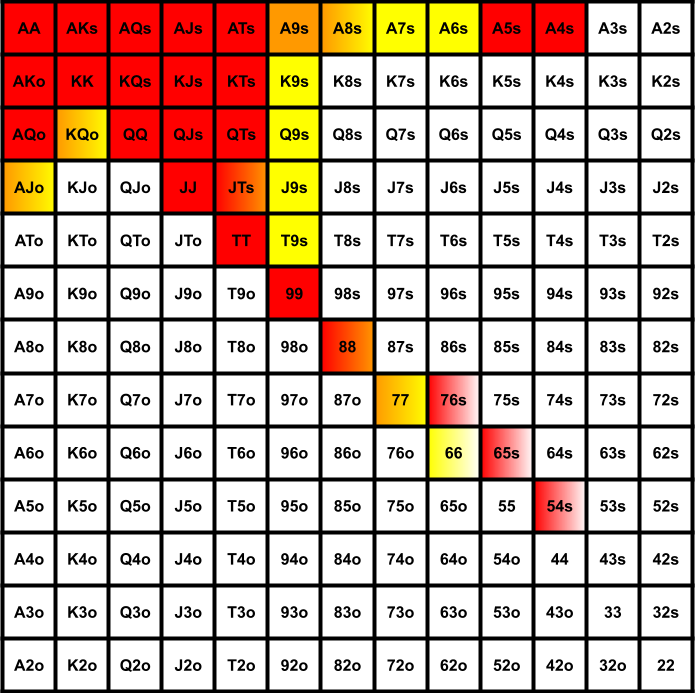 AA AKs AQs AJs ATs A9s A8s A7s A6s A5s A4s A3s A2s
AKo KK KQs KJs KTs K9s K8s K7s K6s K5s K4s K3s K2s
AQo KQo QQ QJs QTs Q9s Q8s Q7s Q6s Q5s Q4s Q3s Q2s
AJo KJo QJo JJ JTs J9s J8s J7s J6s J5s J4s J3s J2s
ATo KTo QTo JTo TT T9s T8s T7s T6s T5s T4s T3s T2s
A9o K9o Q9o J9o T9o 99 98s 97s 96s 95s 94s 93s 92s
A8o K8o Q8o J8o T8o 98o 88 87s 86s 85s 84s 83s 82s
A7o K7o Q7o J7o T7o 97o 87o 77 76s 75s 74s 73s 72s
A6o K6o Q6o J6o T6o 96o 86o 76o 66 65s 64s 63s 62s
A5o K5o Q5o J5o T5o 95o 85o 75o 65o 55 54s 53s 52s
A4o K4o Q4o J4o T4o 94o 84o 74o 64o 54o 44 43s 42s
A3o K3o Q3o J3o T3o 93o 83o 73o 63o 53o 43o 33 32s
A2o K2o Q2o J2o T2o 92o 82o 72o 62o 52o 42o 32o 22